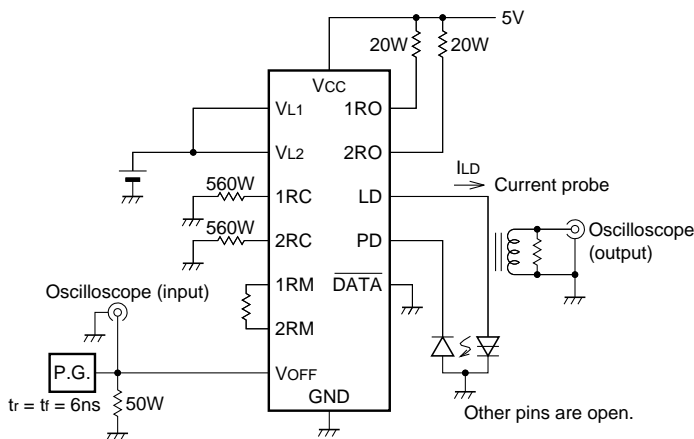 5V
20W
20W
VCC
VL1
1RO
VL2
2RO
ILD
Current probe
560W
1RC
LD
Oscilloscope
(output)
560W
2RC
PD
1RM
DATA
Oscilloscope (input)
2RM
P.G.
VOFF
tr = tf = 6ns
50W
GND
Other pins are open.